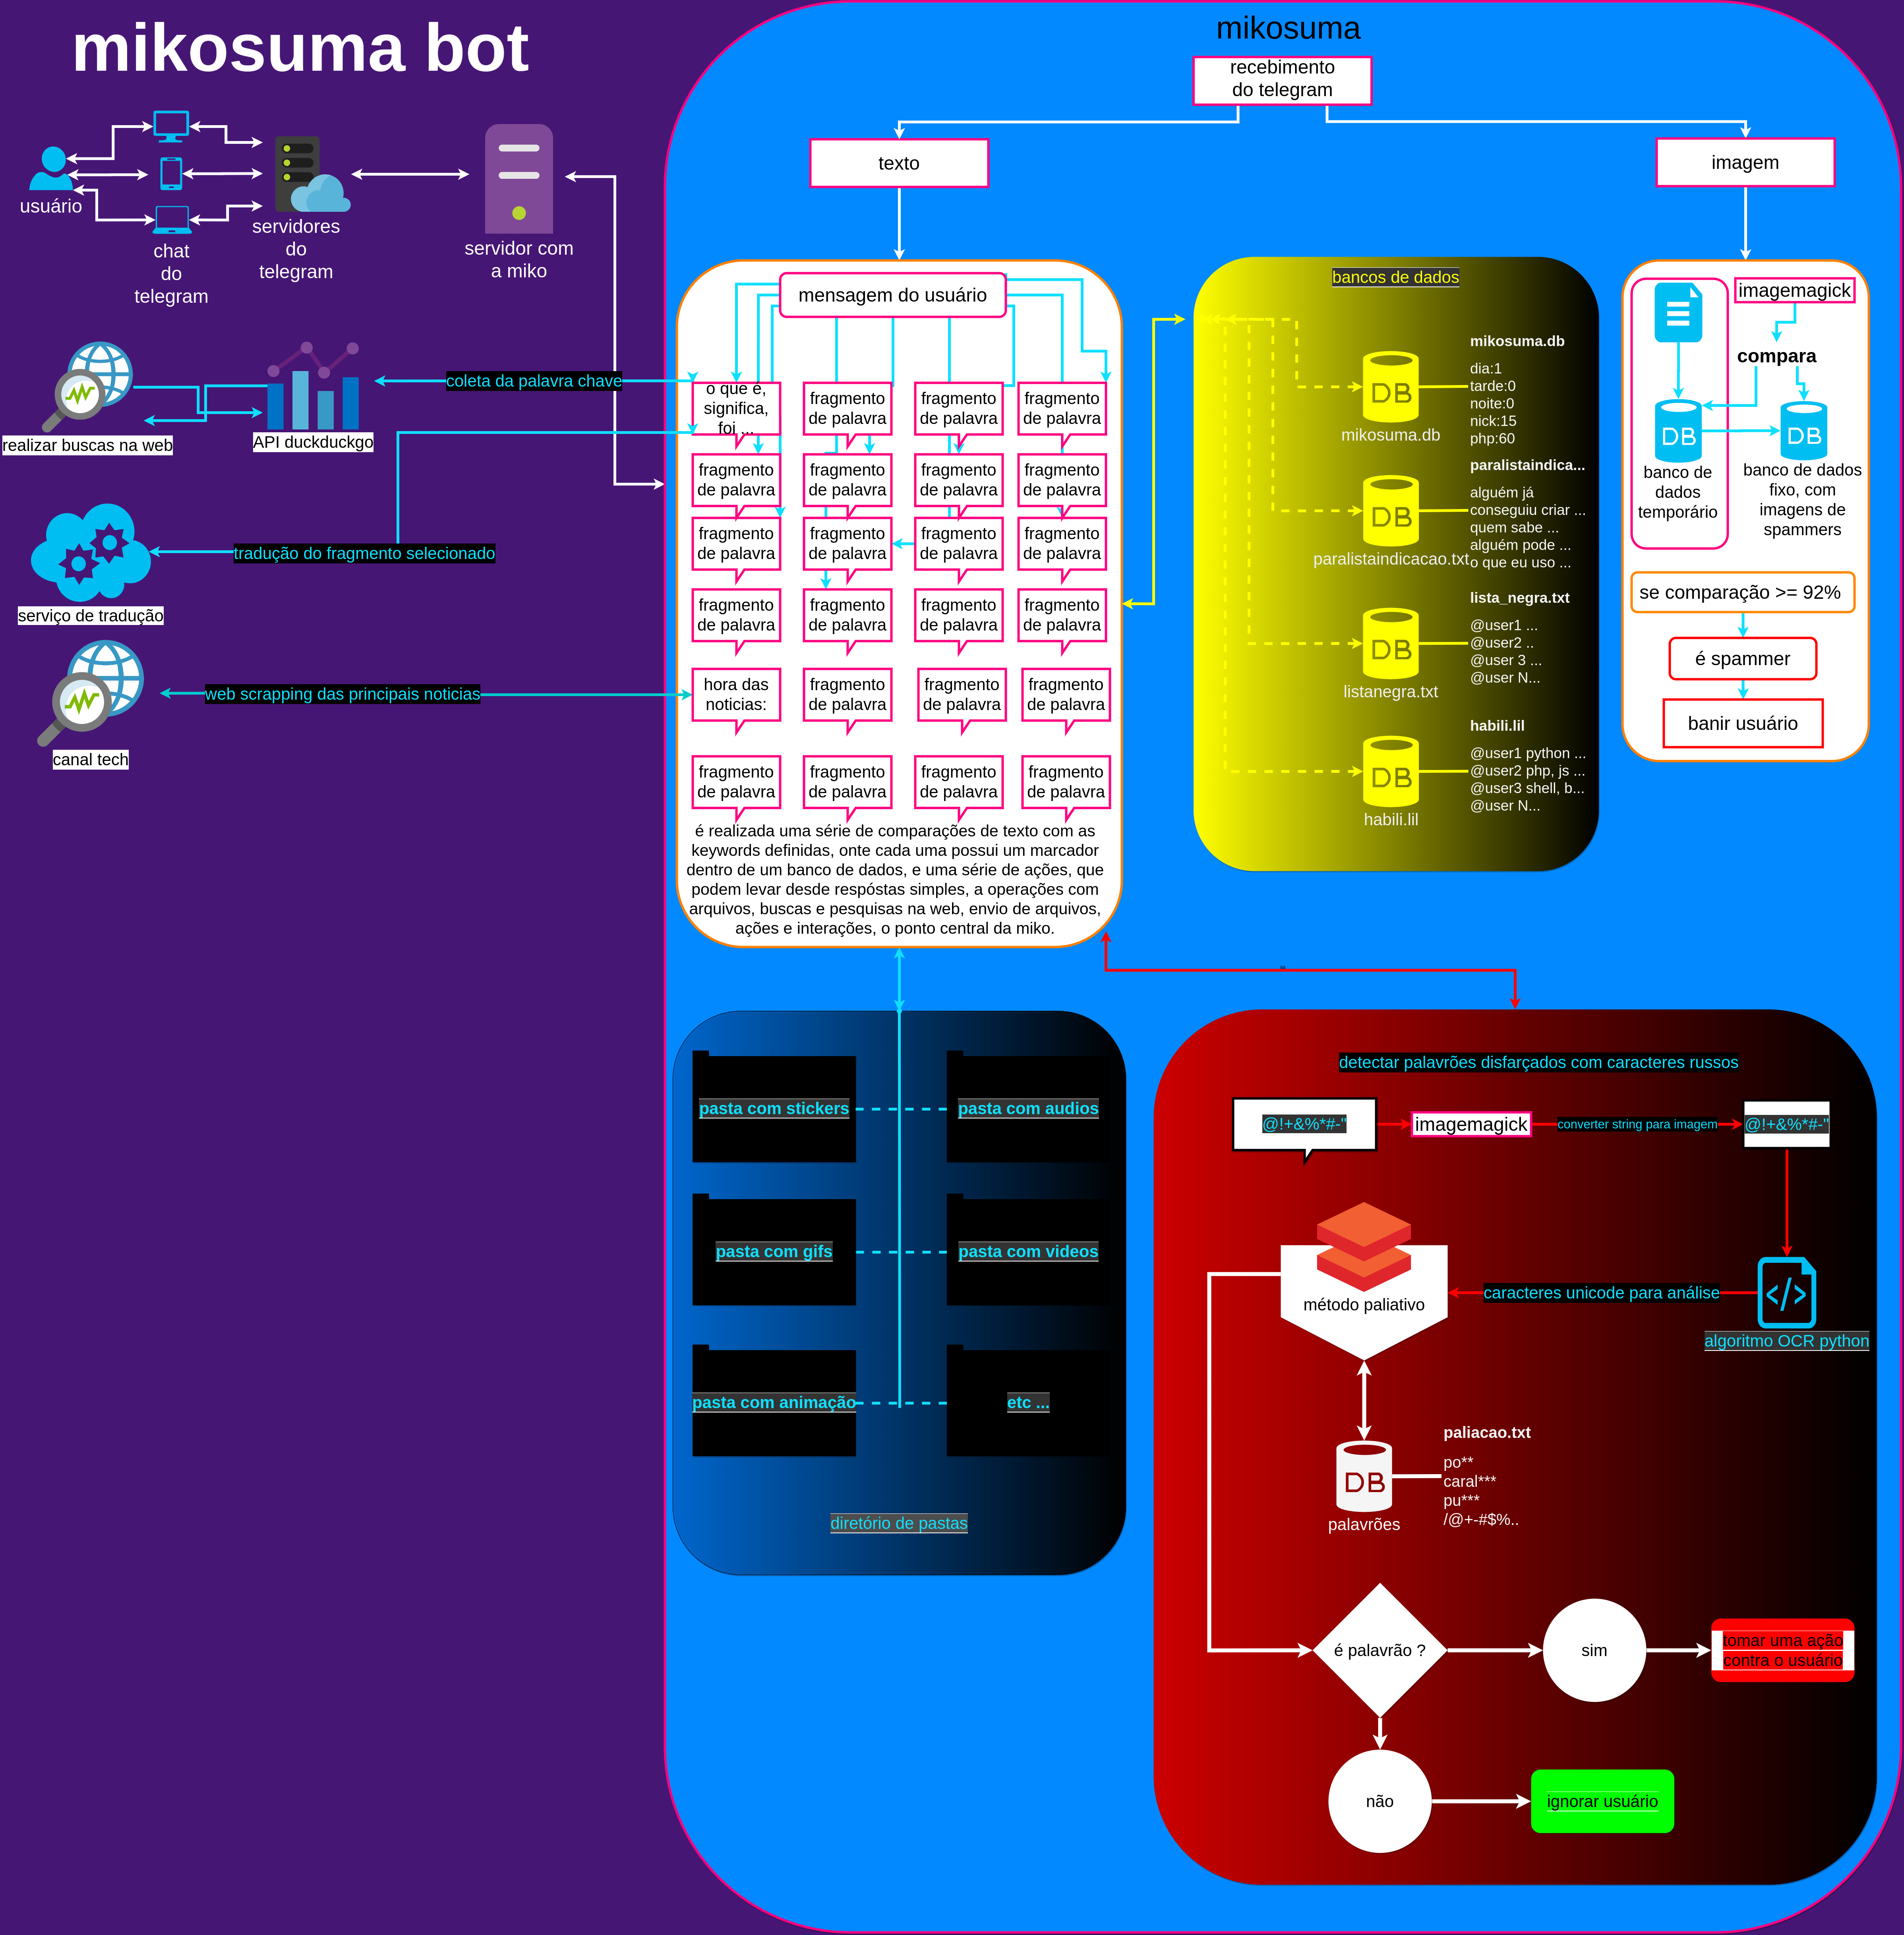 mikosuma bot
mikosuma
recebimento
do telegram
texto
imagem
usuário
chat
do
telegram
servidores
do
telegram
servidor com
a miko
realizar buscas na web
API duckduckgo
coleta da palavra chave
serviço de tradução
tradução do fragmento selecionado
canal tech
web scrapping das principais noticias
mensagem do usuário
o que é,
significa,
foi ...
fragmento
de palavra
fragmento
de palavra
fragmento
de palavra
fragmento
de palavra
fragmento
de palavra
fragmento
de palavra
fragmento
de palavra
fragmento
de palavra
fragmento
de palavra
fragmento
de palavra
fragmento
de palavra
fragmento
de palavra
fragmento
de palavra
fragmento
de palavra
fragmento
de palavra
hora das
noticias:
fragmento
de palavra
fragmento
de palavra
fragmento
de palavra
fragmento
de palavra
fragmento
de palavra
fragmento
de palavra
fragmento
de palavra
é realizada uma série de comparações de texto com as
keywords definidas, onte cada uma possui um marcador
dentro de um banco de dados, e uma série de ações, que
podem levar desde respóstas simples, a operações com
arquivos, buscas e pesquisas na web, envio de arquivos,
ações e interações, o ponto central da miko.
bancos de dados
DB
mikosuma.db
mikosuma.db
dia:1
tarde:0
noite:0
nick:15
php:60
DB
paralistaindicacao.txt
paralistaindica...
alguém já
conseguiu criar ...
quem sabe ...
alguém pode ...
o que eu uso ...
DB
listanegra.txt
lista_negra.txt
@user1 ...
@user2 ..
@user 3 ...
@user N...
DB
habili.lil
habili.lil
@user1 python ...
@user2 php, js ...
@user3 shell, b...
@user N...
imagemagick
compara
DB
banco de
dados
temporário
DB
banco de dados
fixo, com
imagens de
spammers
se comparação >= 92%
é spammer
banir usuário
pasta com stickers
pasta com audios
pasta com gifs
pasta com videos
pasta com animação
etc ...
diretório de pastas
detectar palavrões disfarçados com caracteres russos
@!+&%*#-"
imagemagick
converter string para imagem
@!+&%*#-"
método paliativo
caracteres unicode para análise
</>
algoritmo OCR python
DB
palavrões
paliacao.txt
po**
caral***
pu***
/@+-#$%..
é palavrão ?
sim
tomar uma ação
contra o usuário
não
ignorar usuário